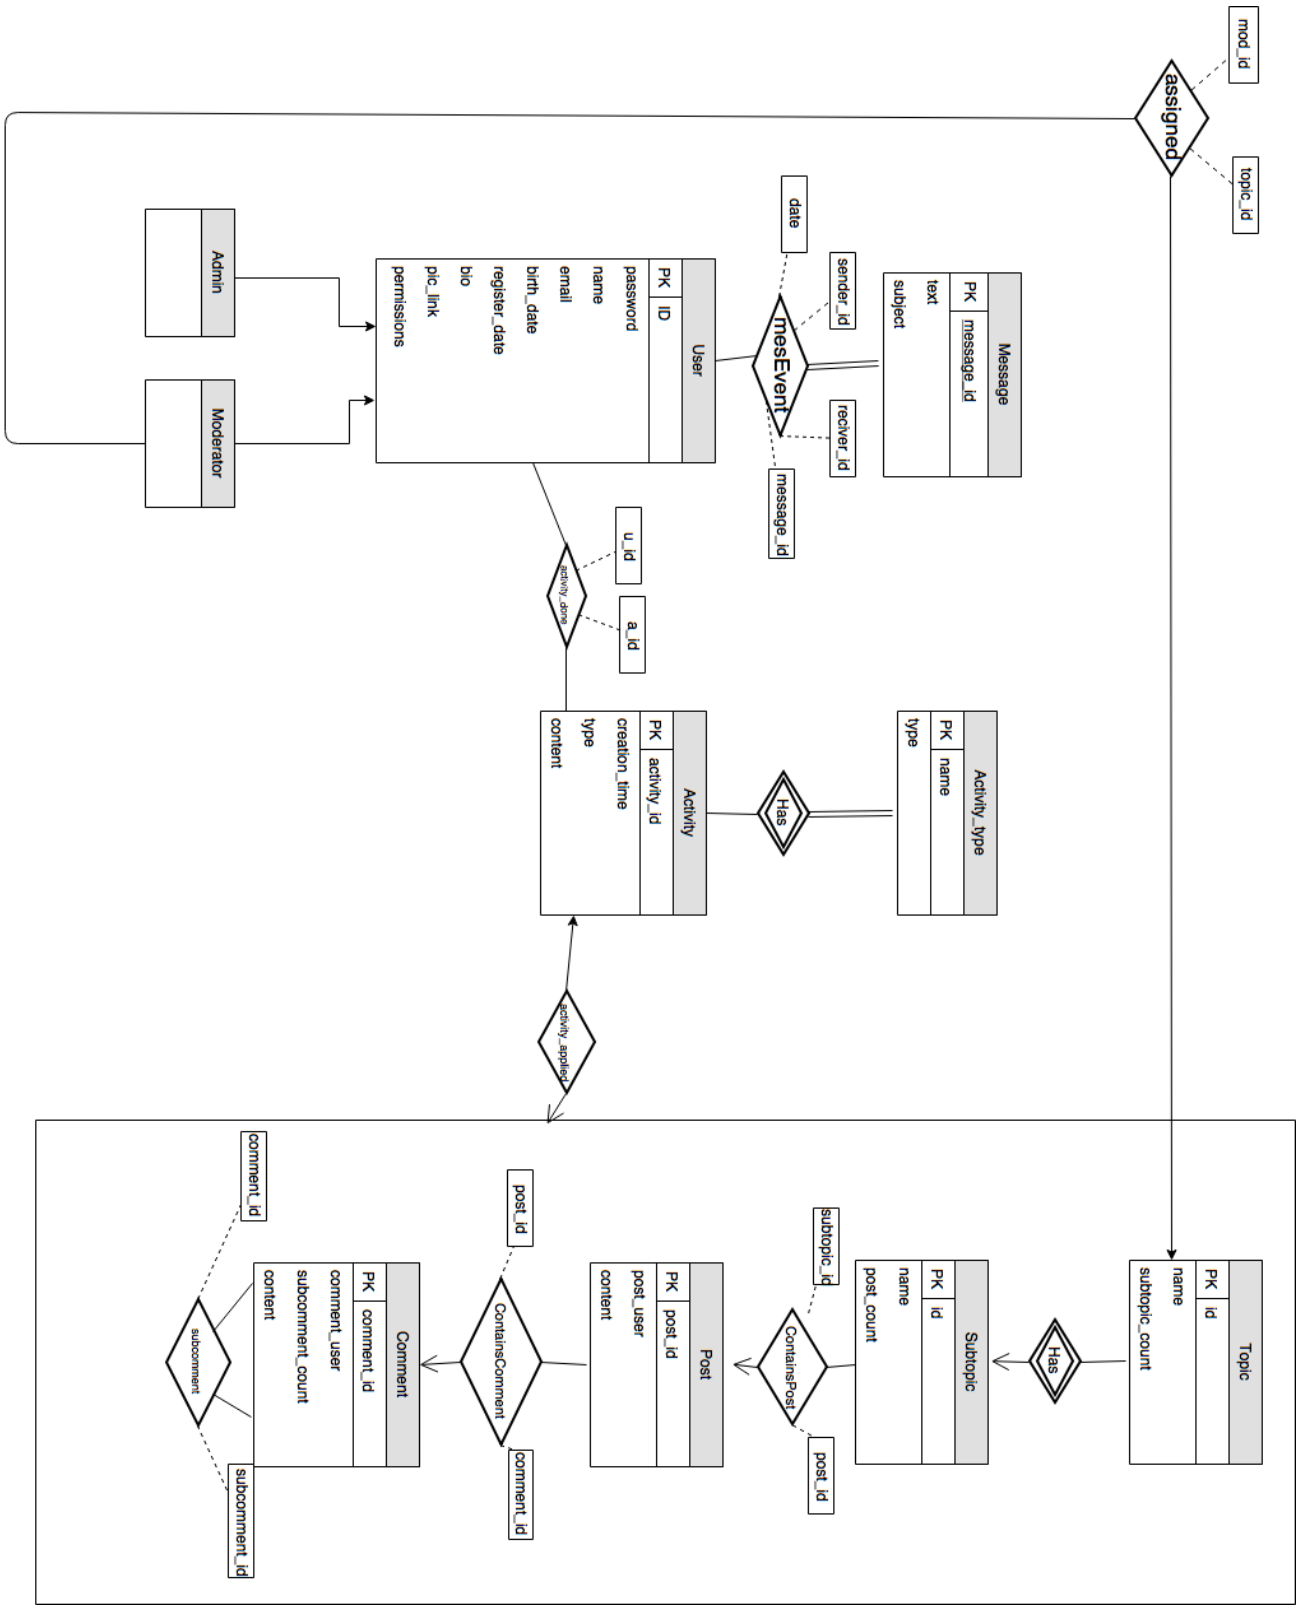 mod_id
assigned
topic_id
Topic
PK id
name
subtopic_count
Has
Subtopic
PK id
name
post_count
subtopic_id
ContainsPost
post_id
Post
PK post_id
post_user
content
post_id
ContainsComment
comment_id
Comment
PK comment_id
comment_user
subcomment_count
content
comment_id
subcomment
subcomment_id
Message
PK message_id
text
subject
date
sender_id
mesEvent
reciver_id
message_id
User
PK ID
password
name
email
birth_date
register_date
bio
pic_link
permissions
Admin
Moderator
u_id
activity_done
a_id
Activity_type
PK name
type
Has
Activity
PK activity_id
creation_time
type
content
activity_applied